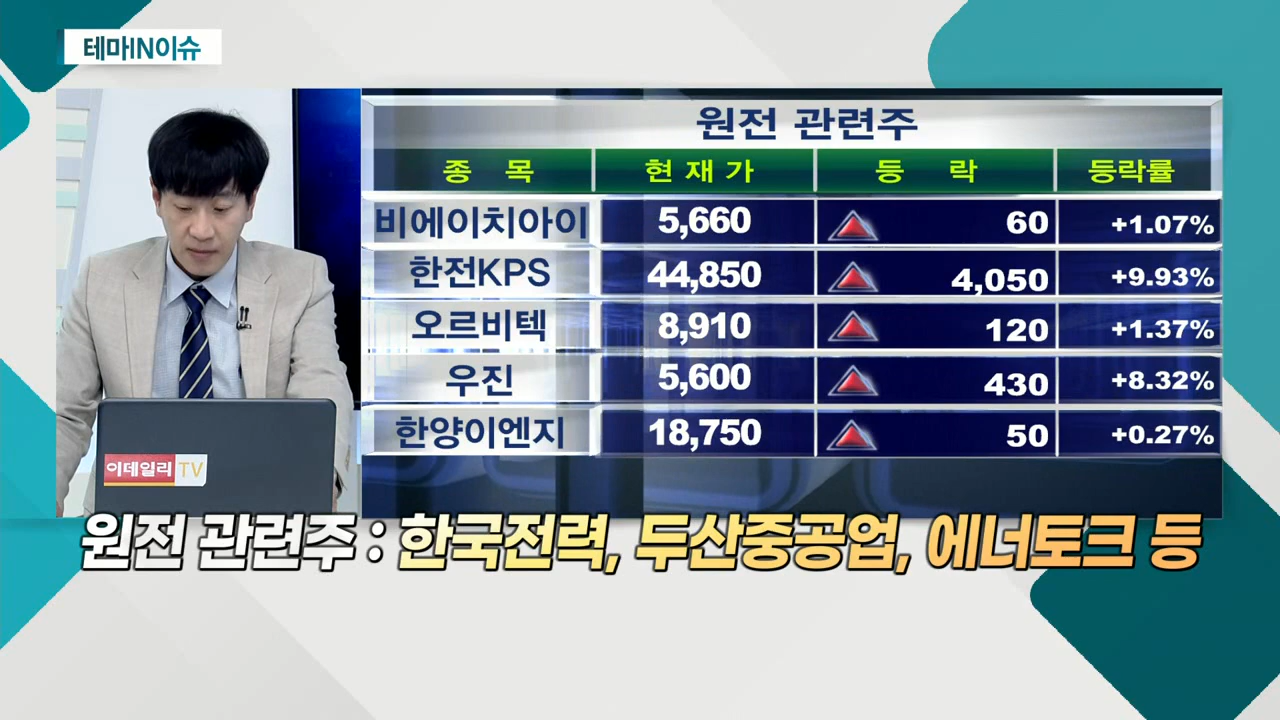 테마IN이슈
원전 관련주
종 목 현재가 등 락 등락률
비에이치아이 5,660 ▲ 60 +1.07%
한전KPS 44,850 ▲ 4,050 +9.93%
오르비텍 8,910 ▲ 120 +1.37%
우진 5,600 ▲ 430 +8.32%
한양이엔지 18,750 ▲ 50 +0.27%
이데일리 TV
원전 관련주 : 한국전력, 두산중공업, 에너토크 등